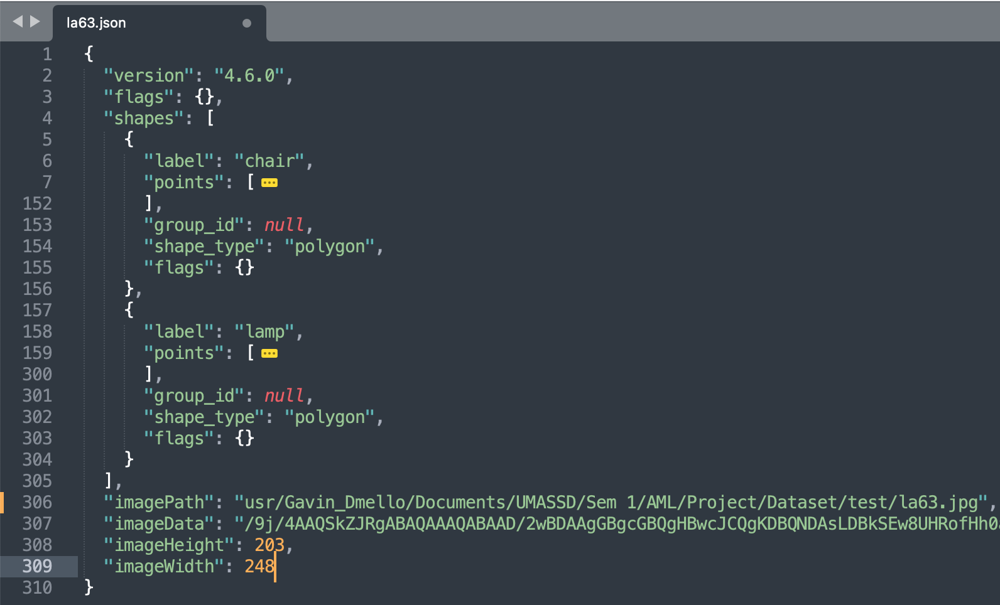 la63.json
1 {
2 "version": "4.6.0",
3 "flags": {},
4 "shapes": [
5 {
6 "label": "chair",
7 "points": [
152 ],
153 "group_id": null,
154 "shape_type": "polygon",
155 "flags": {}
156 },
157 {
158 "label": "lamp",
159 "points": [
300 ],
301 "group_id": null,
302 "shape_type": "polygon",
303 "flags": {}
304 }
305 ],
306 "imagePath": "usr/Gavin_Dmello/Documents/UMASSD/Sem 1/AML/Project/Dataset/test/la63.jpg",
307 "imageData": "/9j/4AAQSkZJRgABAQAAAQABAAD/2wBDAAgGBgcGBQgHBwcJCQgKDBQNDAsLDBkSEw8UHRofHh0
308 "imageHeight": 203,
309 "imageWidth": 248
310 }